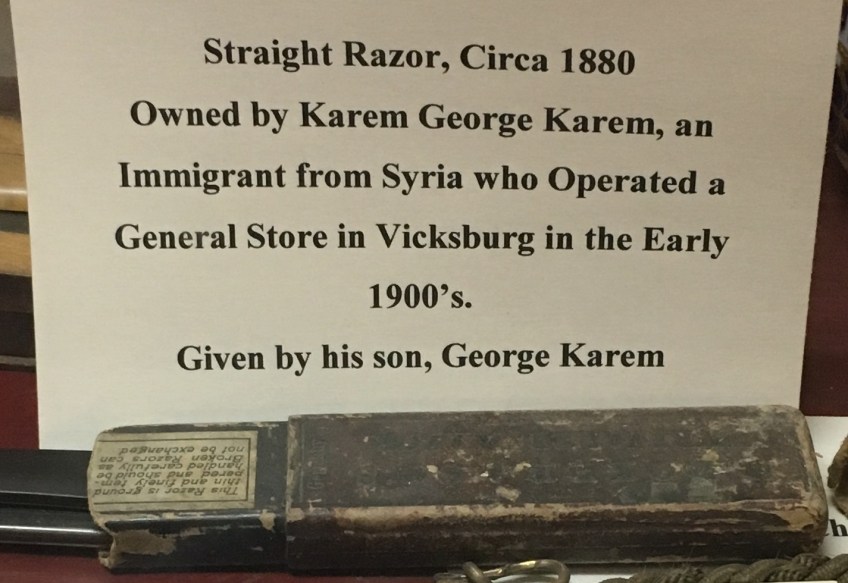 Straight Razor, Circa 1880
Owned by Karem George Karem, an
Immigrant from Syria who Operated a
General Store in Vicksburg in the Early
1900’s.
Given by his son, George Karem
This Razor is ground
thin and finely tem-
pered and should be
handled carefully as
Broken Razors can
not be exchanged